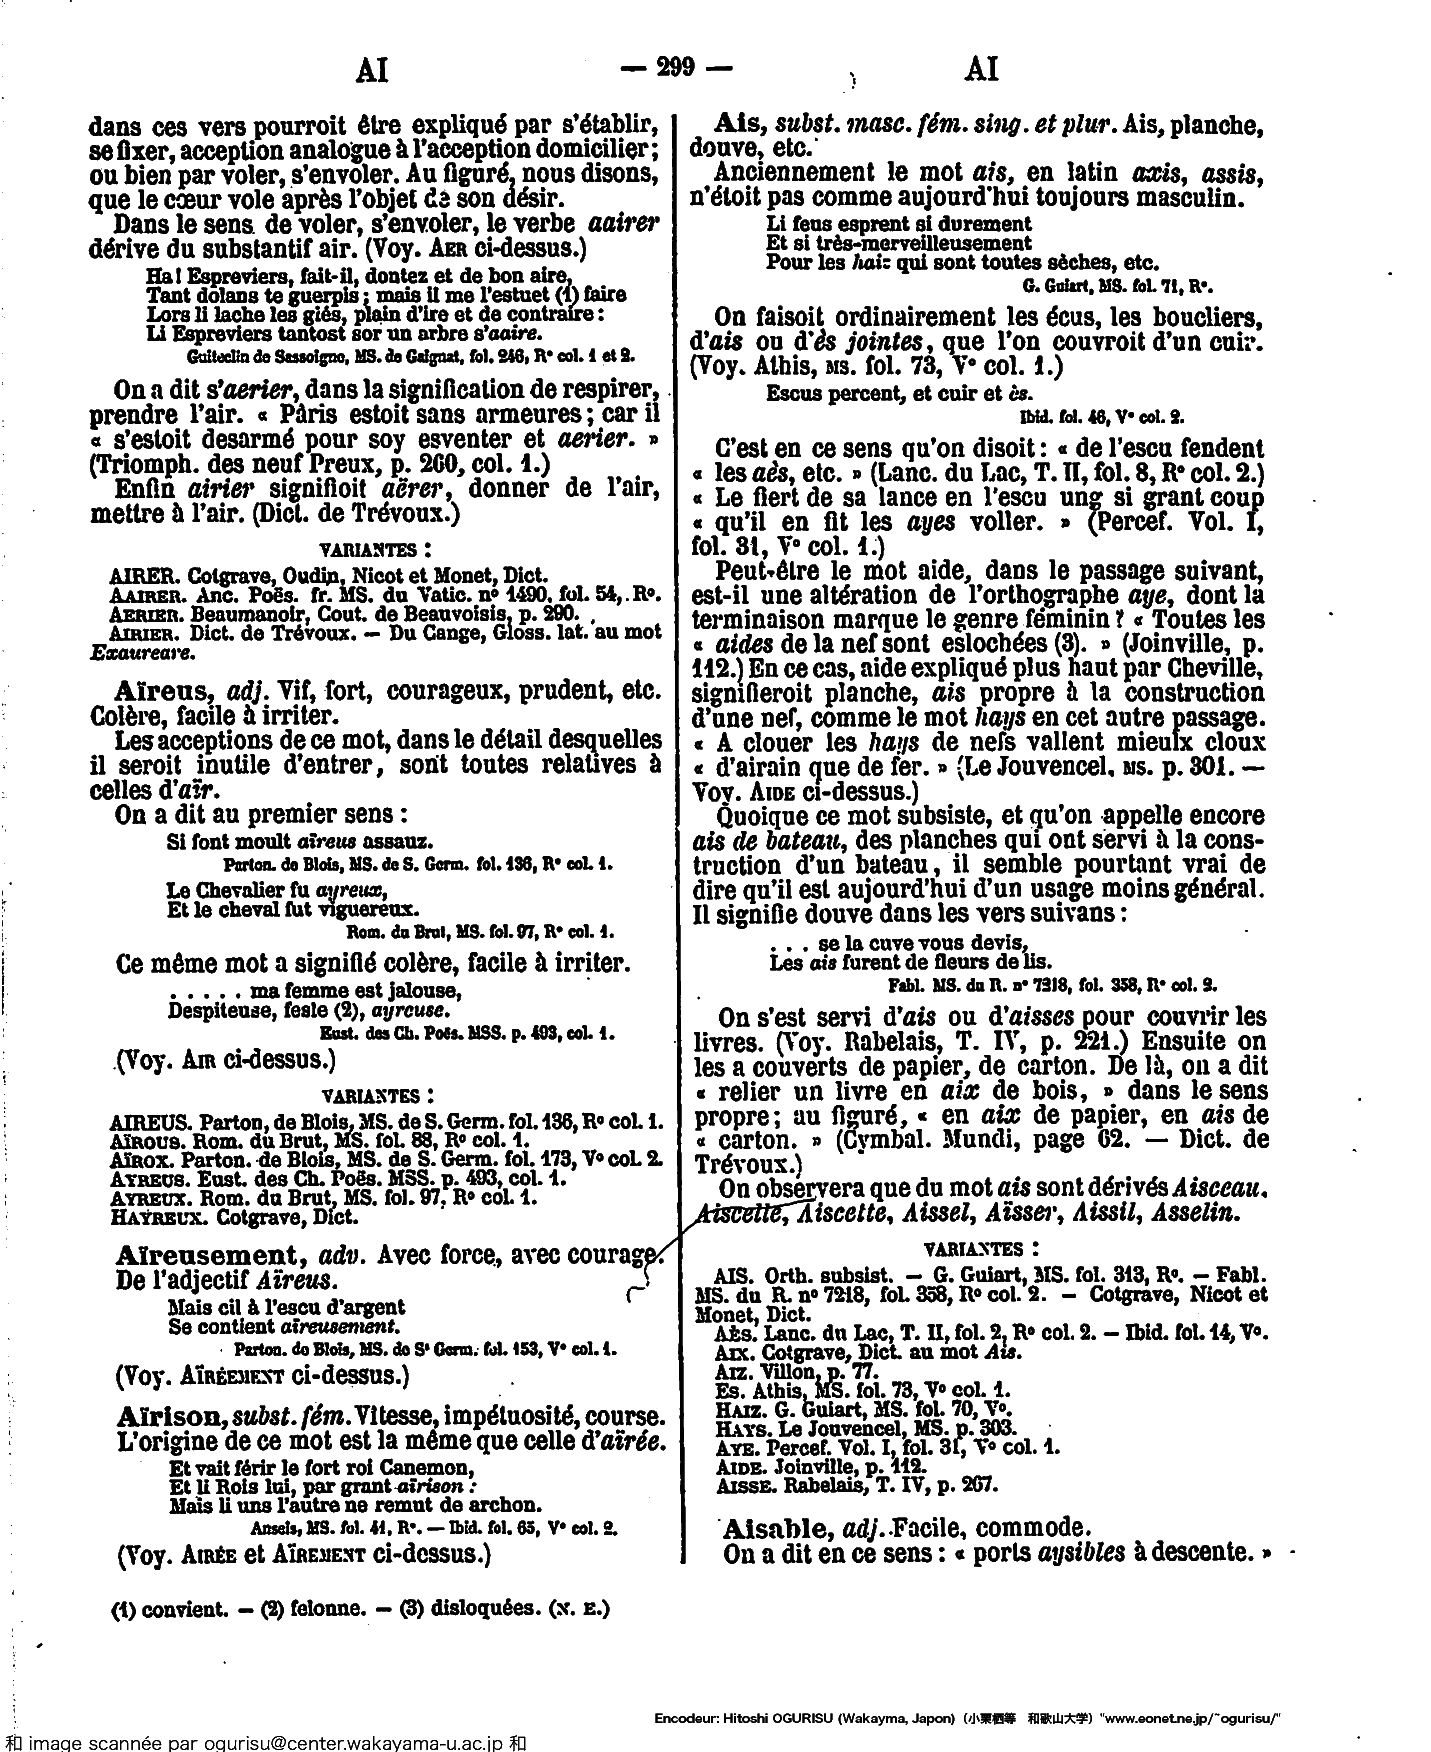 AI
— 299 —
AI
dans ces vers pourroit être expliqué par s'établir,
se fixer, acception analogue à l'acception domicilier;
ou bien par voler, s'envoler. Au figuré, nous disons,
que le cœur vole après l'objet de son désir.
Dans le sens de voler, s'envoler, le verbe aairer
dérive du substantif air. (Voy. AER ci-dessus.)
Ha! Espreviers, fait-il, dontez et de bon aire,
Tant dolans te guerpis; mais il me l'estuet (1) faire
Lors li lache les giés, plain d'ire et de contraire:
Li Espreviers tantost sor un arbre s'aaire.
Guiteclin de Sassoigne, MS. de Gaignat, fol. 246, R° col. 1 et 2.
On a dit s'aerier, dans la signification de respirer,
prendre l'air. « Pâris estoit sans armeures; car il
« s'estoit desarmé pour soy esventer et aerier. »
(Triomph. des neuf Preux, p. 260, col. 1.)
Enfin airier signifioit aërer, donner de l'air,
mettre à l'air. (Dict. de Trévoux.)
VARIANTES :
AIRER. Cotgrave, Oudin, Nicot et Monet, Dict.
AAIRER. Anc. Poës. fr. MS. du Vatic. n° 1490, fol. 54, R°.
AERIER. Beaumanoir, Cout. de Beauvoisis, p. 290.
AIRIER. Dict. de Trévoux. — Du Cange, Gloss. lat. au mot
Exaureare.
Aïreus, adj. Vif, fort, courageux, prudent, etc.
Colère, facile à irriter.
Les acceptions de ce mot, dans le détail desquelles
il seroit inutile d'entrer, sont toutes relatives à
celles d'aïr.
On a dit au premier sens :
Si font moult aïreus assauz.
Parton. de Blois, MS. de S. Germ. fol. 136, R° col. 1.
Le Chevalier fu ayreux,
Et le cheval fut viguereux.
Rom. du Brut, MS. fol. 97, R° col. 1.
Ce même mot a signifié colère, facile à irriter.
. . . . . ma femme est jalouse,
Despiteuse, fesle (2), ayreuse.
Eust. des Ch. Poës. MSS. p. 493, col. 1.
(Voy. AIR ci-dessus.)
VARIANTES :
AIREUS. Parton, de Blois, MS. de S. Germ. fol. 136, R° col. 1.
AÏROUS. Rom. du Brut, MS. fol. 88, R° col. 1.
AÏROX. Parton. de Blois, MS. de S. Germ. fol. 173, V° col. 2.
AYREUS. Eust. des Ch. Poës. MSS. p. 493, col. 1.
AYREUX. Rom. du Brut, MS. fol. 97, R° col. 1.
HAYREUX. Cotgrave, Dict.
Aïreusement, adv. Avec force, avec courage.
De l'adjectif Aïreus.
Mais cil à l'escu d'argent
Se contient aïreusement.
Parton. de Blois, MS. de S<sup>t</sup> Germ. fol. 153, V° col. 1.
(Voy. AÏRÉEMENT ci-dessus.)
Aïrison, subst. fém. Vitesse, impétuosité, course.
L'origine de ce mot est la même que celle d'aïrée.
Et vait férir le fort roi Canemon,
Et li Rois lui, par grant aïrison :
Mais li uns l'autre ne remut de archon.
Anseis, MS. fol. 41, R°. — Ibid. fol. 65, V° col. 2.
(Voy. AIRÉE et AÏREMENT ci-dessus.)
Ais, subst. masc. fém. sing. et plur. Ais, planche,
douve, etc.
Anciennement le mot ais, en latin axis, assis,
n'étoit pas comme aujourd'hui toujours masculin.
Li feus esprent si durement
Et si très-merveilleusement
Pour les haiz qui sont toutes sèches, etc.
G. Guiart, MS. fol. 71, R°.
On faisoit ordinairement les écus, les boucliers,
d'ais ou d'ès jointes, que l'on couvroit d'un cuir.
(Voy. Athis, MS. fol. 73, V° col. 1.)
Escus percent, et cuir et ès.
Ibid. fol. 46, V° col. 2.
C'est en ce sens qu'on disoit : « de l'escu fendent
« les aès, etc. » (Lanc. du Lac, T. II, fol. 8, R° col. 2.)
« Le fiert de sa lance en l'escu ung si grant coup
« qu'il en fit les ayes voller. » (Percef. Vol. I,
fol. 31, V° col. 1.)
Peut-être le mot aide, dans le passage suivant,
est-il une altération de l'orthographe aye, dont la
terminaison marque le genre féminin? « Toutes les
« aides de la nef sont eslochées (3). » (Joinville, p.
112.) En ce cas, aide expliqué plus haut par Cheville,
signifieroit planche, ais propre à la construction
d'une nef, comme le mot hays en cet autre passage.
« A clouer les hays de nefs vallent mieulx cloux
« d'airain que de fer. » (Le Jouvencel, MS. p. 301. —
Voy. AIDE ci-dessus.)
Quoique ce mot subsiste, et qu'on appelle encore
ais de bateau, des planches qui ont servi à la cons-
truction d'un bateau, il semble pourtant vrai de
dire qu'il est aujourd'hui d'un usage moins général.
Il signifie douve dans les vers suivans :
. . . se la cuve vous devis,
Les ais furent de fleurs de lis.
Fabl. MS. du R. n° 7218, fol. 358, R° col. 2.
On s'est servi d'ais ou d'aisses pour couvrir les
livres. (Voy. Rabelais, T. IV, p. 221.) Ensuite on
les a couverts de papier, de carton. De là, on a dit
« relier un livre en aix de bois, » dans le sens
propre; au figuré, « en aix de papier, en ais de
« carton. » (Cymbal. Mundi, page 62. — Dict. de
Trévoux.)
On observera que du mot ais sont dérivés Aisceau,
Aiscelle, Aiscette, Aissel, Aïsser, Aissil, Asselin.
VARIANTES :
AIS. Orth. subsist. — G. Guiart, MS. fol. 313, R°. — Fabl.
MS. du R. n° 7218, fol. 358, R° col. 2. — Cotgrave, Nicot et
Monet, Dict.
AÈS. Lanc. du Lac, T. II, fol. 2, R° col. 2. — Ibid. fol. 14, V°.
AIX. Cotgrave, Dict. au mot Ais.
AIZ. Villon, p. 77.
ES. Athis, MS. fol. 73, V° col. 1.
HAIZ. G. Guiart, MS. fol. 70, V°.
HAYS. Le Jouvencel, MS. p. 303.
AYE. Percef. Vol. I, fol. 31, V° col. 1.
AIDE. Joinville, p. 112.
AISSE. Rabelais, T. IV, p. 267.
Aisable, adj. Facile, commode.
On a dit en ce sens : « ports aysibles à descente. »
(1) convient. — (2) felonne. — (3) disloquées. (N. E.)
Encodeur: Hitoshi OGURISU (Wakayma, Japon) (小栗栖等 和歌山大学) "www.eonet.ne.jp/~ogurisu/"
和 image scannée par ogurisu@center.wakayama-u.ac.jp 和